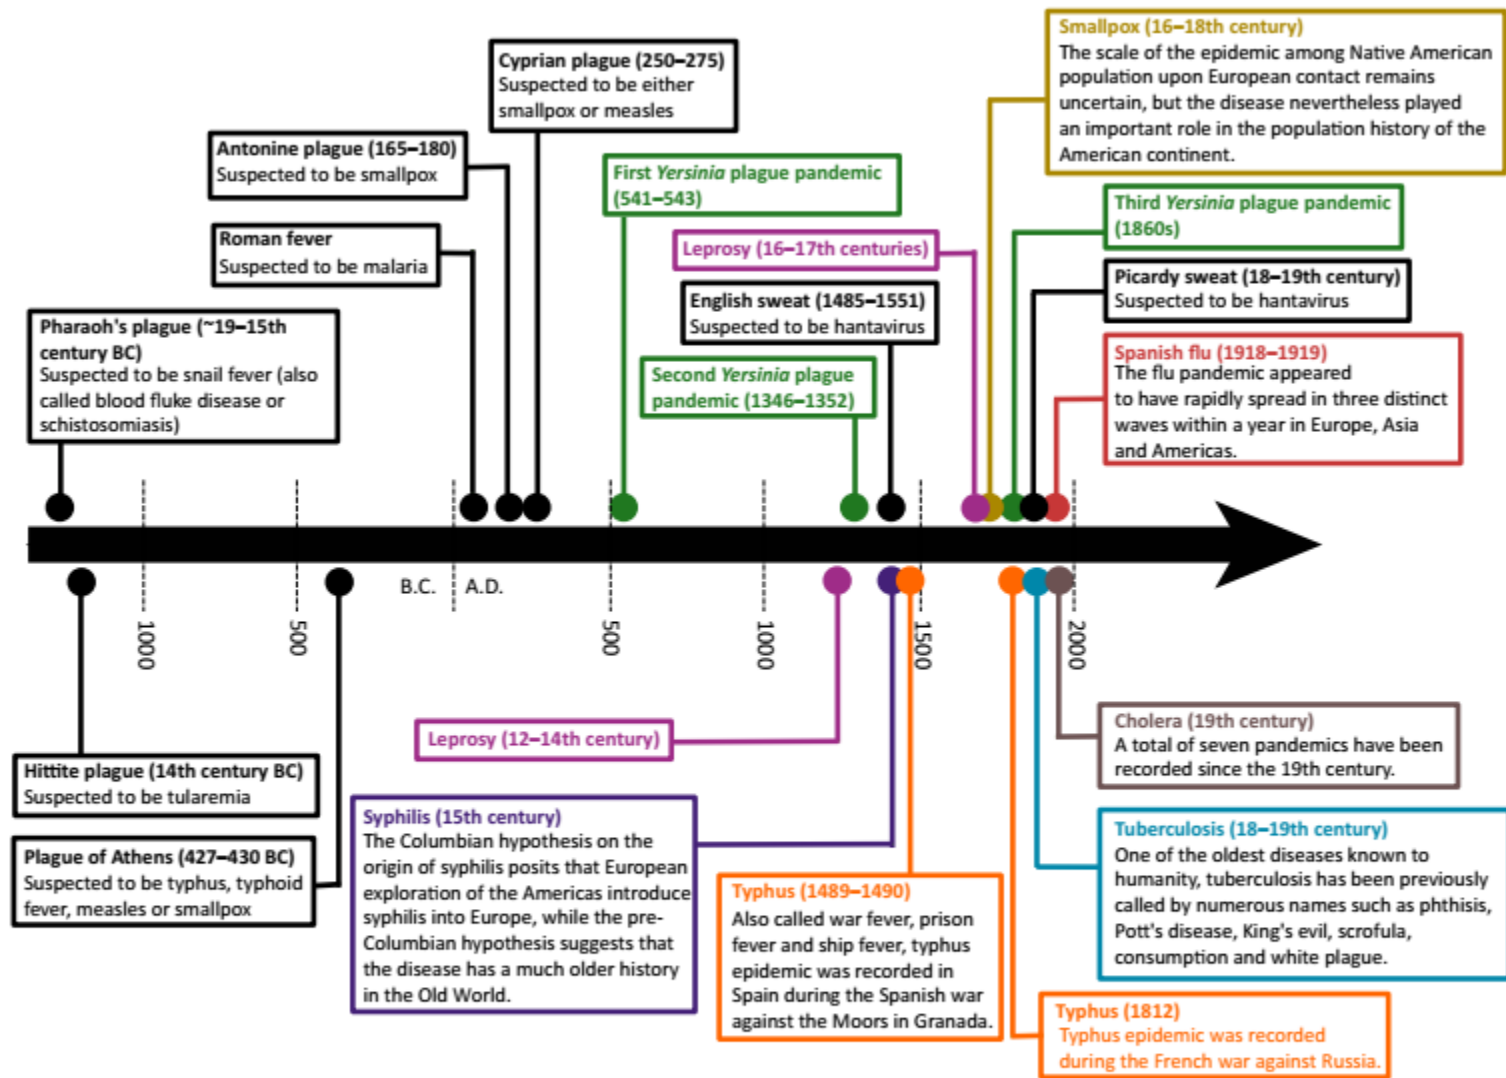 Smallpox (16–18th century)
The scale of the epidemic among Native American
population upon European contact remains
uncertain, but the disease nevertheless played
an important role in the population history of the
American continent.
Cyprian plague (250–275)
Suspected to be either
smallpox or measles
Antonine plague (165–180)
Suspected to be smallpox
First Yersinia plague pandemic
(541–543)
Third Yersinia plague pandemic
(1860s)
Roman fever
Suspected to be malaria
Leprosy (16–17th centuries)
Picardy sweat (18–19th century)
Suspected to be hantavirus
English sweat (1485–1551)
Suspected to be hantavirus
Pharaoh's plague (~19–15th
century BC)
Suspected to be snail fever (also
called blood fluke disease or
schistosomiasis)
Second Yersinia plague
pandemic (1346–1352)
Spanish flu (1918–1919)
The flu pandemic appeared
to have rapidly spread in three distinct
waves within a year in Europe, Asia
and Americas.
B.C.
A.D.
1000
500
500
1000
1500
2000
Leprosy (12–14th century)
Cholera (19th century)
A total of seven pandemics have been
recorded since the 19th century.
Hittite plague (14th century BC)
Suspected to be tularemia
Plague of Athens (427–430 BC)
Suspected to be typhus, typhoid
fever, measles or smallpox
Syphilis (15th century)
The Columbian hypothesis on the
origin of syphilis posits that European
exploration of the Americas introduce
syphilis into Europe, while the pre-
Columbian hypothesis suggests that
the disease has a much older history
in the Old World.
Typhus (1489–1490)
Also called war fever, prison
fever and ship fever, typhus
epidemic was recorded in
Spain during the Spanish war
against the Moors in Granada.
Tuberculosis (18–19th century)
One of the oldest diseases known to
humanity, tuberculosis has been previously
called by numerous names such as phthisis,
Pott's disease, King's evil, scrofula,
consumption and white plague.
Typhus (1812)
Typhus epidemic was recorded
during the French war against Russia.